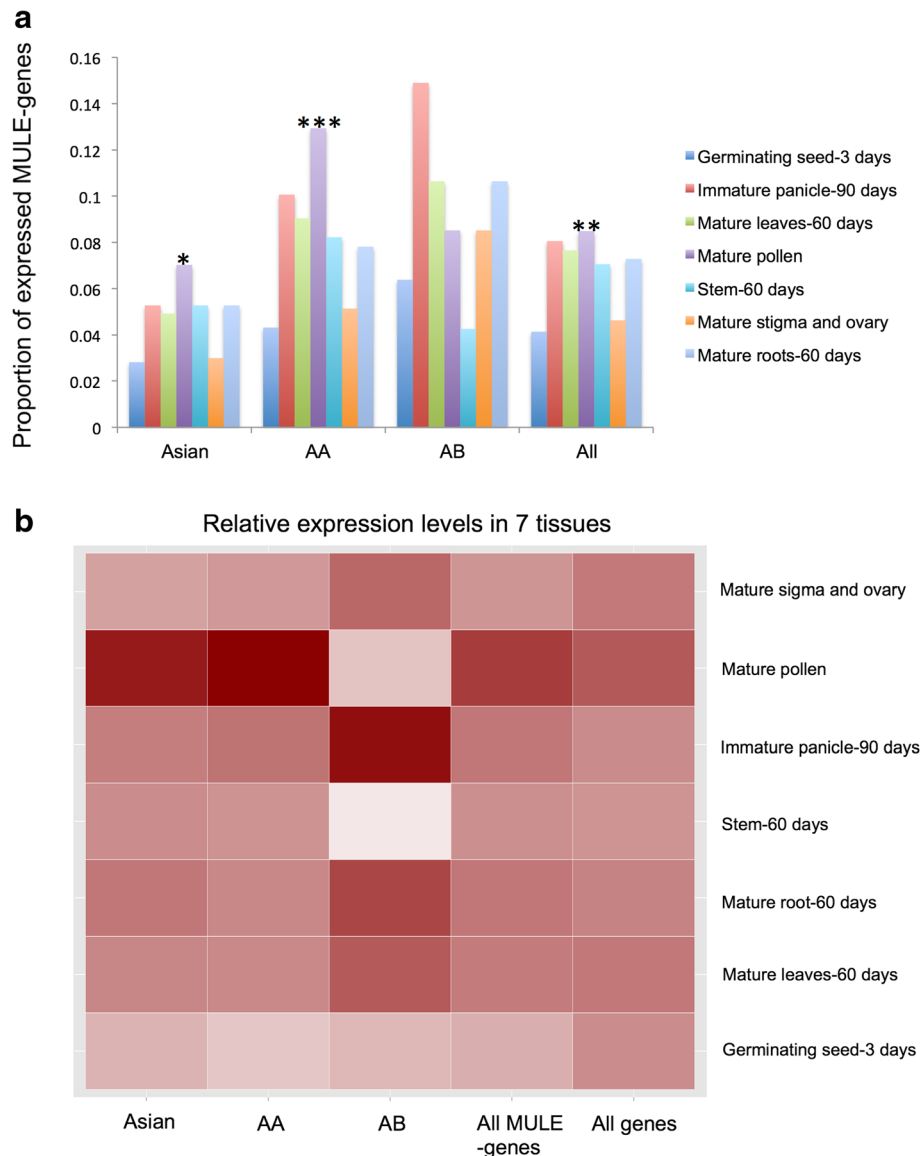 a
Proportion of expressed MULE-genes
0.16
0.14
0.12
0.1
0.08
0.06
0.04
0.02
0
*
***
**
Asian
AA
AB
All
Germinating seed-3 days
Immature panicle-90 days
Mature leaves-60 days
Mature pollen
Stem-60 days
Mature stigma and ovary
Mature roots-60 days
b
Relative expression levels in 7 tissues
Mature sigma and ovary
Mature pollen
Immature panicle-90 days
Stem-60 days
Mature root-60 days
Mature leaves-60 days
Germinating seed-3 days
Asian
AA
AB
All MULE
-genes
All genes